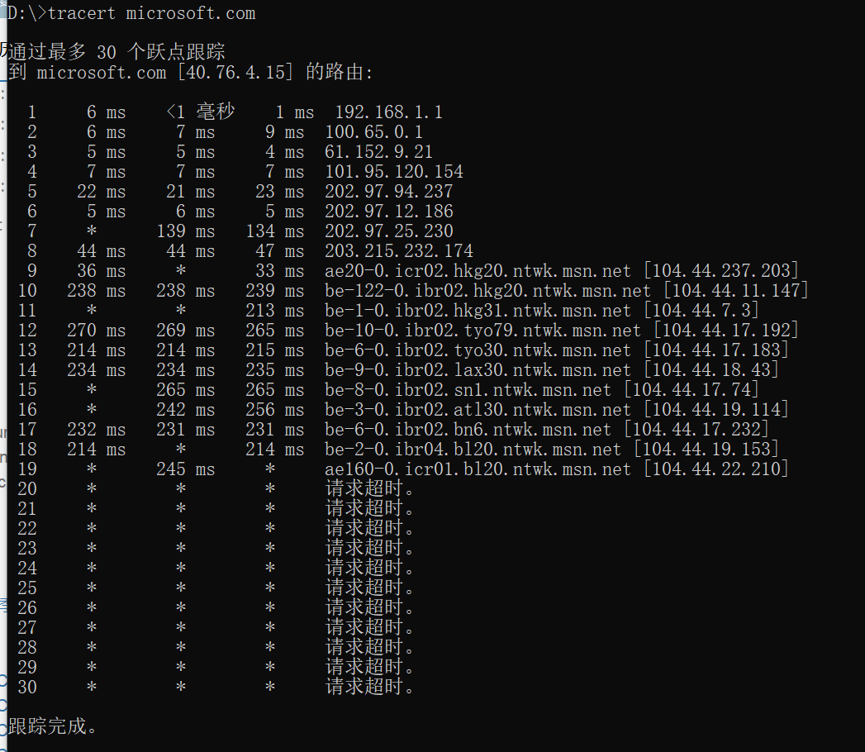 D:\>tracert microsoft.com
通过最多 30 个跃点跟踪
到 microsoft.com [40.76.4.15] 的路由:
1 6 ms <1 毫秒 1 ms 192.168.1.1
2 6 ms 7 ms 9 ms 100.65.0.1
3 5 ms 5 ms 4 ms 61.152.9.21
4 7 ms 7 ms 7 ms 101.95.120.154
5 22 ms 21 ms 23 ms 202.97.94.237
6 5 ms 6 ms 5 ms 202.97.12.186
7 * 139 ms 134 ms 202.97.25.230
8 44 ms 44 ms 47 ms 203.215.232.174
9 36 ms * 33 ms ae20-0.icr02.hkg20.ntwk.msn.net [104.44.237.203]
10 238 ms 238 ms 239 ms be-122-0.ibr02.hkg20.ntwk.msn.net [104.44.11.147]
11 * * 213 ms be-1-0.ibr02.hkg31.ntwk.msn.net [104.44.7.3]
12 270 ms 269 ms 265 ms be-10-0.ibr02.tyo79.ntwk.msn.net [104.44.17.192]
13 214 ms 214 ms 215 ms be-6-0.ibr02.tyo30.ntwk.msn.net [104.44.17.183]
14 234 ms 234 ms 235 ms be-9-0.ibr02.lax30.ntwk.msn.net [104.44.18.43]
15 * 265 ms 265 ms be-8-0.ibr02.sn1.ntwk.msn.net [104.44.17.74]
16 * 242 ms 256 ms be-3-0.ibr02.atl30.ntwk.msn.net [104.44.19.114]
17 232 ms 231 ms 231 ms be-6-0.ibr02.bn6.ntwk.msn.net [104.44.17.232]
18 214 ms * 214 ms be-2-0.ibr04.bl20.ntwk.msn.net [104.44.19.153]
19 * 245 ms * ae160-0.icr01.bl20.ntwk.msn.net [104.44.22.210]
20 * * * 请求超时。
21 * * * 请求超时。
22 * * * 请求超时。
23 * * * 请求超时。
24 * * * 请求超时。
25 * * * 请求超时。
26 * * * 请求超时。
27 * * * 请求超时。
28 * * * 请求超时。
29 * * * 请求超时。
30 * * * 请求超时。
跟踪完成。